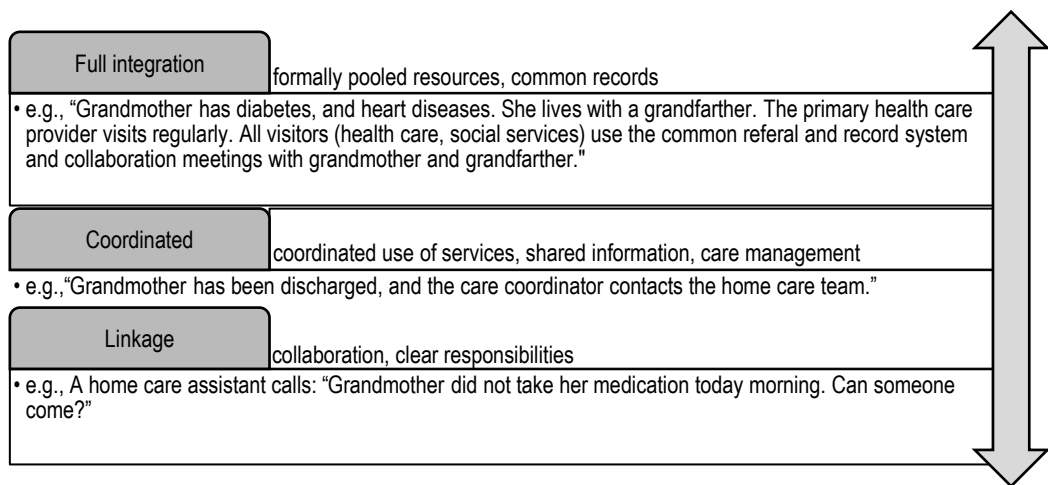 Full integration
formally pooled resources, common records
• e.g., “Grandmother has diabetes, and heart diseases. She lives with a grandfarther. The primary health care
provider visits regularly. All visitors (health care, social services) use the common referal and record system
and collaboration meetings with grandmother and grandfarther."
Coordinated
coordinated use of services, shared information, care management
• e.g.,“Grandmother has been discharged, and the care coordinator contacts the home care team.”
Linkage
collaboration, clear responsibilities
• e.g., A home care assistant calls: “Grandmother did not take her medication today morning. Can someone
come?”